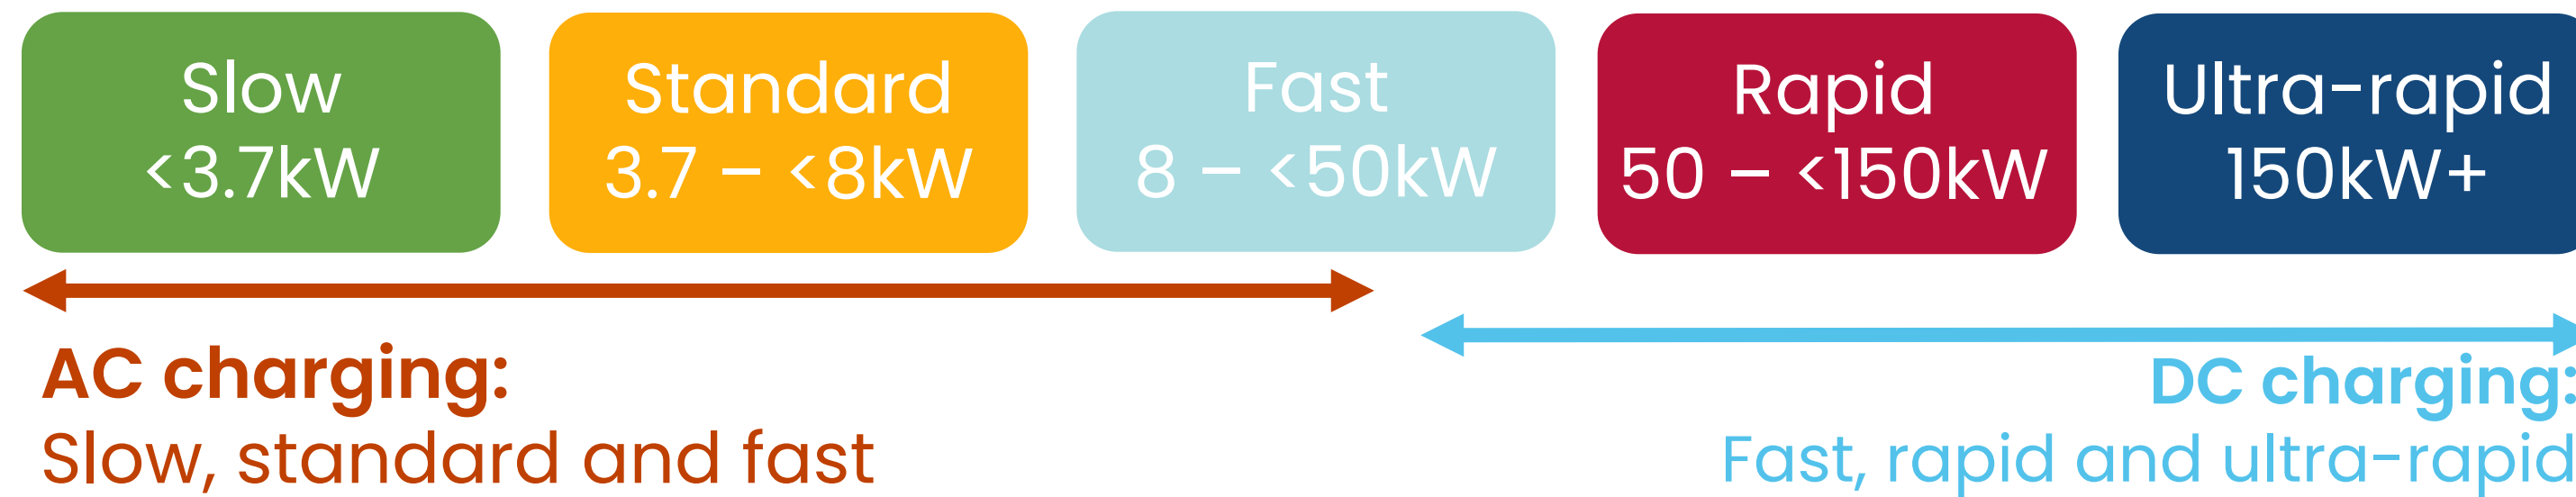 Slow
<3.7kW
Standard
3.7 – <8kW
Fast
8 – <50kW
Rapid
50 – <150kW
Ultra-rapid
150kW+
AC charging:
Slow, standard and fast
DC charging:
Fast, rapid and ultra-rapid